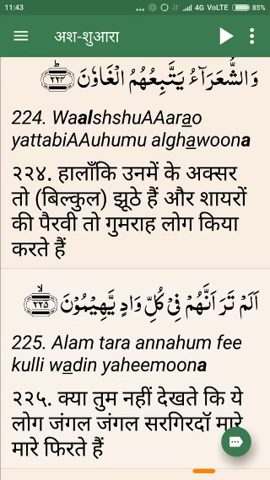 11:43
4G VoLTE 85%
अश-शुआरा
وَالشُّعَرَآءُ يَتَّبِعُهُمُ الْغَاوٗنَ ﴿٢٢٤﴾
224. WaalshshuAAarao
yattabiAAuhumu alghawoona
२२४. हालाँकि उनमें के अक्सर
तो (बिल्कुल) झूठे हैं और शायरों
की पैरवी तो गुमराह लोग किया
करते हैं
اَلَمْ تَرَ اَنَّهُمْ فِيْ كُلِّ وَادٍ يَّهِيْمُوْنَ ﴿٢٢٥﴾
225. Alam tara annahum fee
kulli wadin yaheemoona
२२५. क्या तुम नहीं देखते कि ये
लोग जंगल जंगल सरगिरदॉ मारे
मारे फिरते हैं